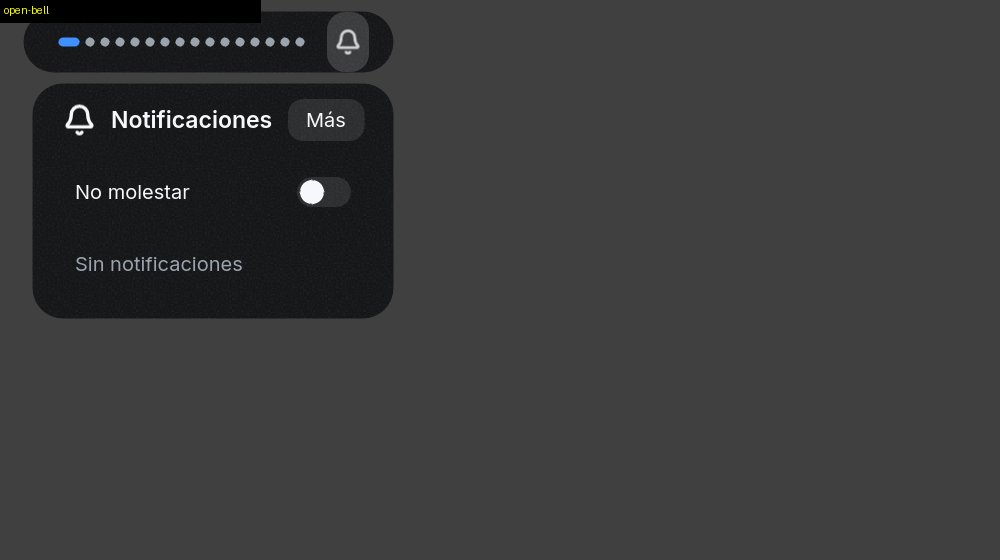 open-bell
Notificaciones
Más
No molestar
Sin notificaciones